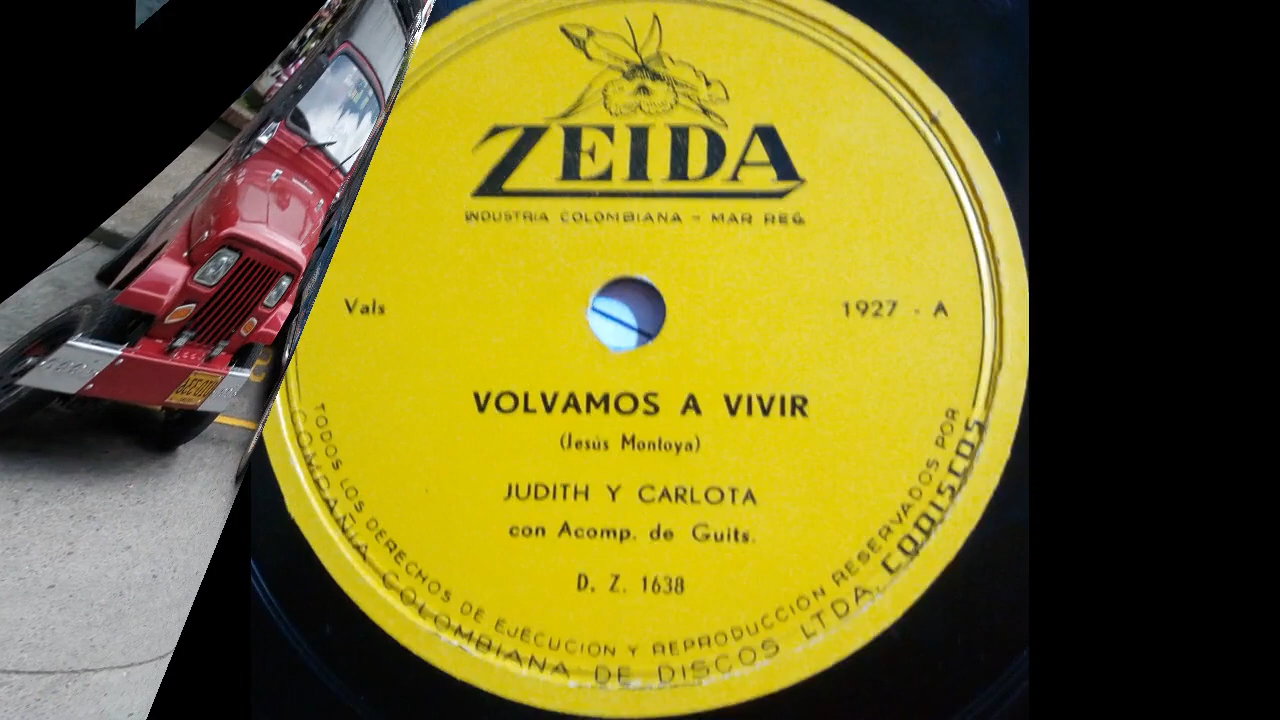 ZEIDA
INDUSTRIA COLOMBIANA - MAR REG
Vals
1927 - A
VOLVAMOS A VIVIR
(Jesús Montoya)
JUDITH Y CARLOTA
con Acomp. de Guits.
D. Z. 1638
TODOS LOS DERECHOS DE EJECUCION Y REPRODUCCION RESERVADOS POR
COMPAÑIA COLOMBIANA DE DISCOS LTDA. CODISCOS